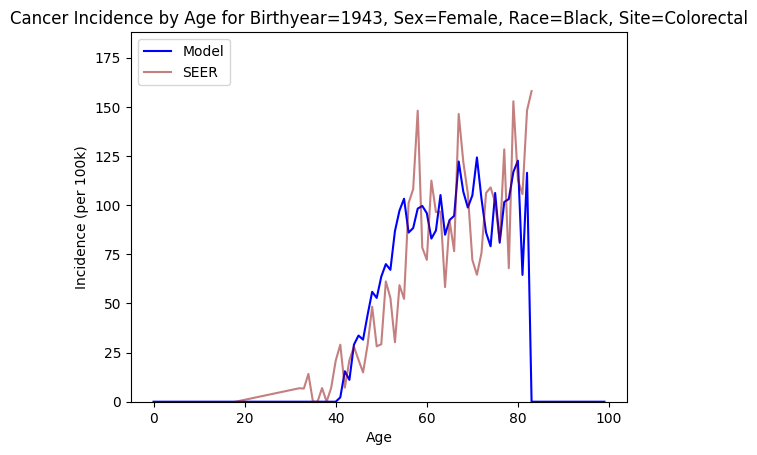 Cancer Incidence by Age for Birthyear=1943, Sex=Female, Race=Black, Site=Colorectal
Model
SEER
175
150
125
100
75
50
25
0
Incidence (per 100k)
0 20 40 60 80 100
Age